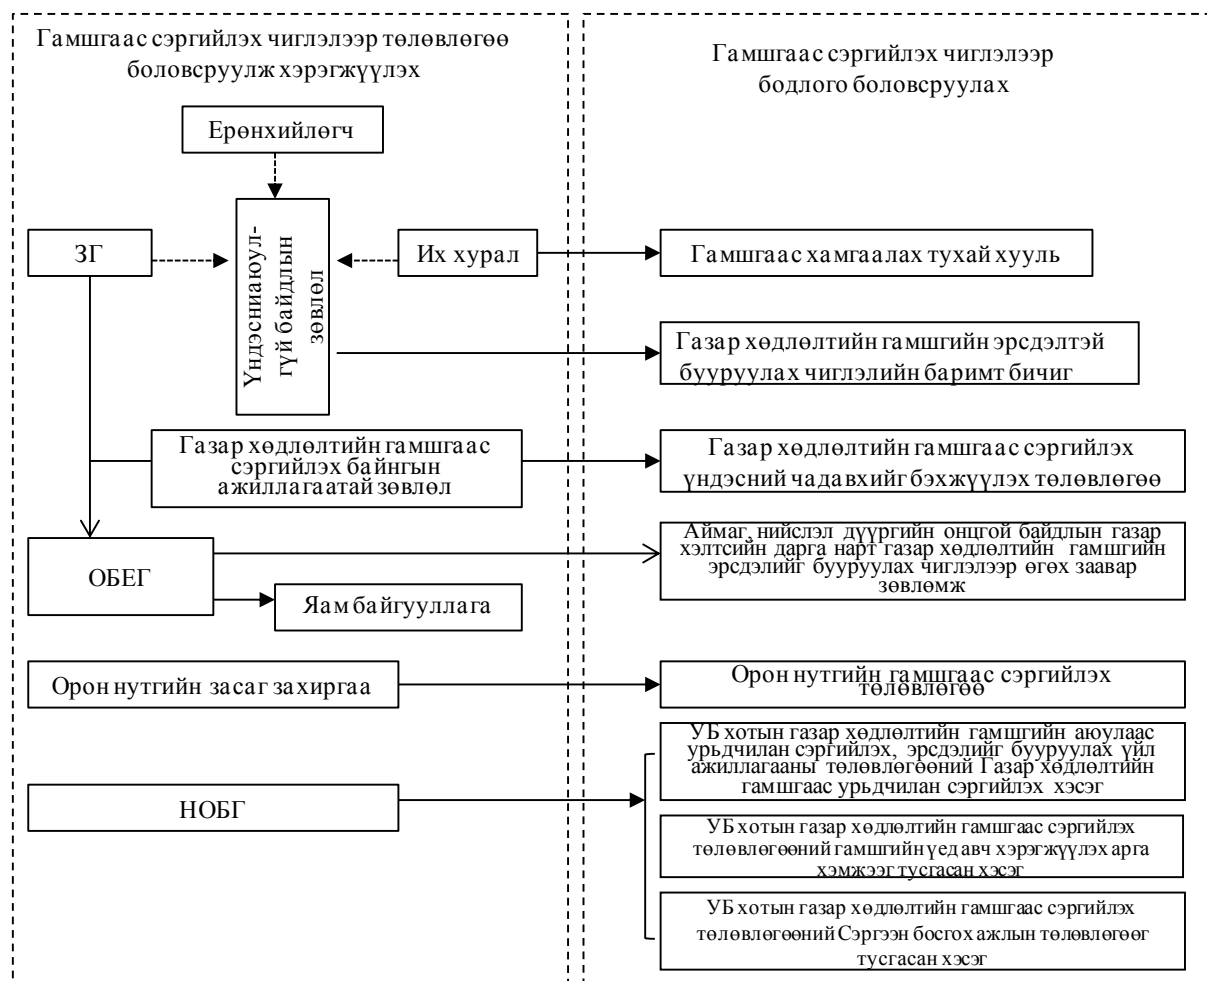 Гамшгаас сэргийлэх чиглэлээр төлөвлөгөө
боловсруулж хэрэгжүүлэх
Гамшгаас сэргийлэх чиглэлээр
бодлого боловсруулах
Ерөнхийлөгч
ЗГ
Үндэсниаюул-
гүй байдлын
зөвлөл
Их хурал
Гамшгаас хамгаалах тухай хууль
Газар хөдлөлтийн гамшгийн эрсдэлтэй
бууруулах чиглэлийн баримт бичиг
Газар хөдлөлтийн гамшгаас
сэргийлэх байнгын
ажиллагаатай зөвлөл
Газар хөдлөлтийн гамшгаас сэргийлэх
үндэсний чадавхийг бэхжүүлэх төлөвлөгөө
ОБЕГ
Аймаг, нийслэл дүүргийн онцгой байдлын газар
хэлтсийн дарга нарт газар хөдлөлтийн гамшгийн
эрсдэлийг бууруулах чиглэлээр өгөх заавар
зөвлөмж
Яам байгууллага
Орон нутгийн засаг захиргаа
Орон нутгийн гамшгаас сэргийлэх
төлөвлөгөө
НОБГ
УБ хотын газар хөдлөлтийн гамшгийн аюулаас
урьдчилан сэргийлэх, эрсдэлийг бууруулах үйл
ажиллагааны төлөвлөгөөний Газар хөдлөлтийн
гамшгаас урьдчилан сэргийлэх хэсэг
УБ хотын газар хөдлөлтийн гамшгаас сэргийлэх
төлөвлөгөөний гамшгийн үед авч хэрэгжүүлэх арга
хэмжээг тусгасан хэсэг
УБ хотын газар хөдлөлтийн гамшгаас сэргийлэх
төлөвлөгөөний Сэргээн босгох ажлын төлөвлөгөөг
тусгасан хэсэг